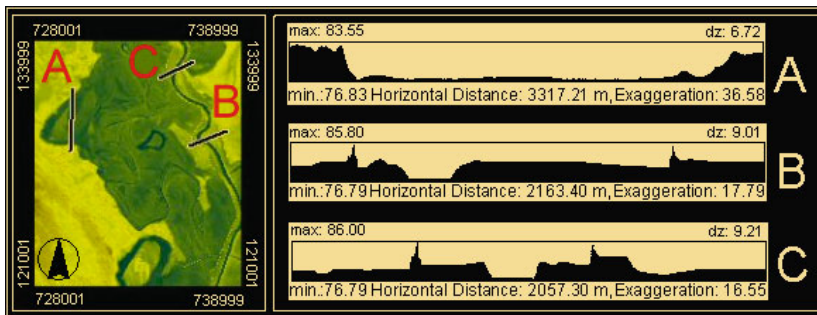 728001 738999
133999 133999
A
C
B
121001 121001
728001 738999
max: 83.55 dz: 6.72
min.:76.83 Horizontal Distance: 3317.21 m, Exaggeration: 36.58
A
max: 85.80 dz: 9.01
min.:76.79 Horizontal Distance: 2163.40 m, Exaggeration: 17.79
B
max: 86.00 dz: 9.21
min.:76.79 Horizontal Distance: 2057.30 m, Exaggeration: 16.55
C